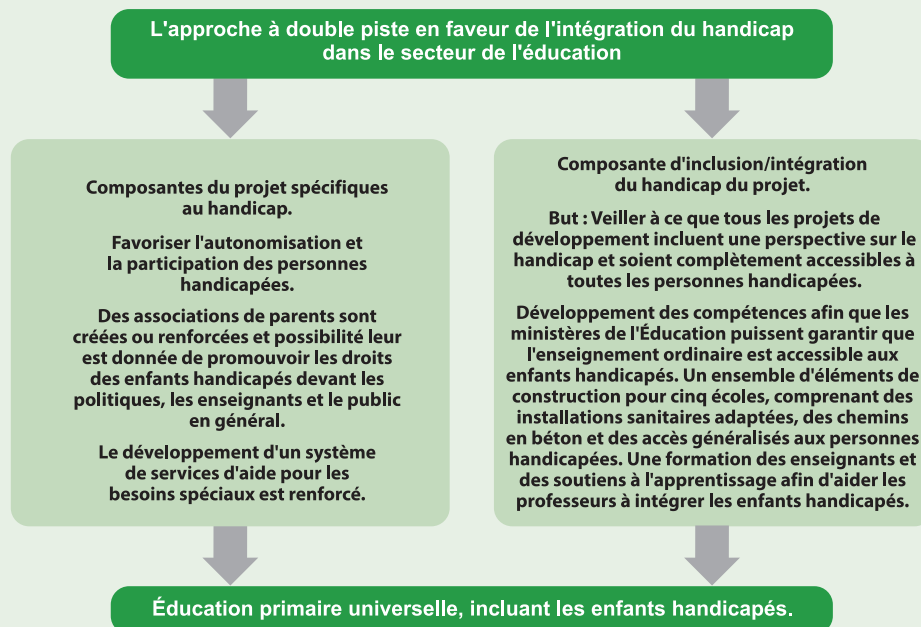 L'approche à double piste en faveur de l'intégration du handicap
dans le secteur de l'éducation
Composantes du projet spécifiques
au handicap.
Favoriser l'autonomisation et
la participation des personnes
handicapées.
Des associations de parents sont
créées ou renforcées et possibilité leur
est donnée de promouvoir les droits
des enfants handicapés devant les
politiques, les enseignants et le public
en général.
Le développement d'un système
de services d'aide pour les
besoins spéciaux est renforcé.
Composante d'inclusion/intégration
du handicap du projet.
But : Veiller à ce que tous les projets de
développement incluent une perspective sur le
handicap et soient complètement accessibles à
toutes les personnes handicapées.
Développement des compétences afin que les
ministères de l'Éducation puissent garantir que
l'enseignement ordinaire est accessible aux
enfants handicapés. Un ensemble d'éléments de
construction pour cinq écoles, comprenant des
installations sanitaires adaptées, des chemins
en béton et des accès généralisés aux personnes
handicapées. Une formation des enseignants et
des soutiens à l'apprentissage afin d'aider les
professeurs à intégrer les enfants handicapés.
Éducation primaire universelle, incluant les enfants handicapés.